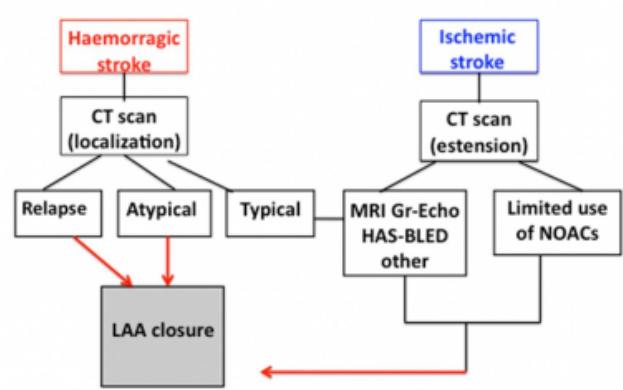 Haemorragic
stroke
Ischemic
stroke
CT scan
(localization)
CT scan
(estension)
Relapse
Atypical
Typical
MRI Gr-Echo
HAS-BLED
other
Limited use
of NOACs
LAA closure